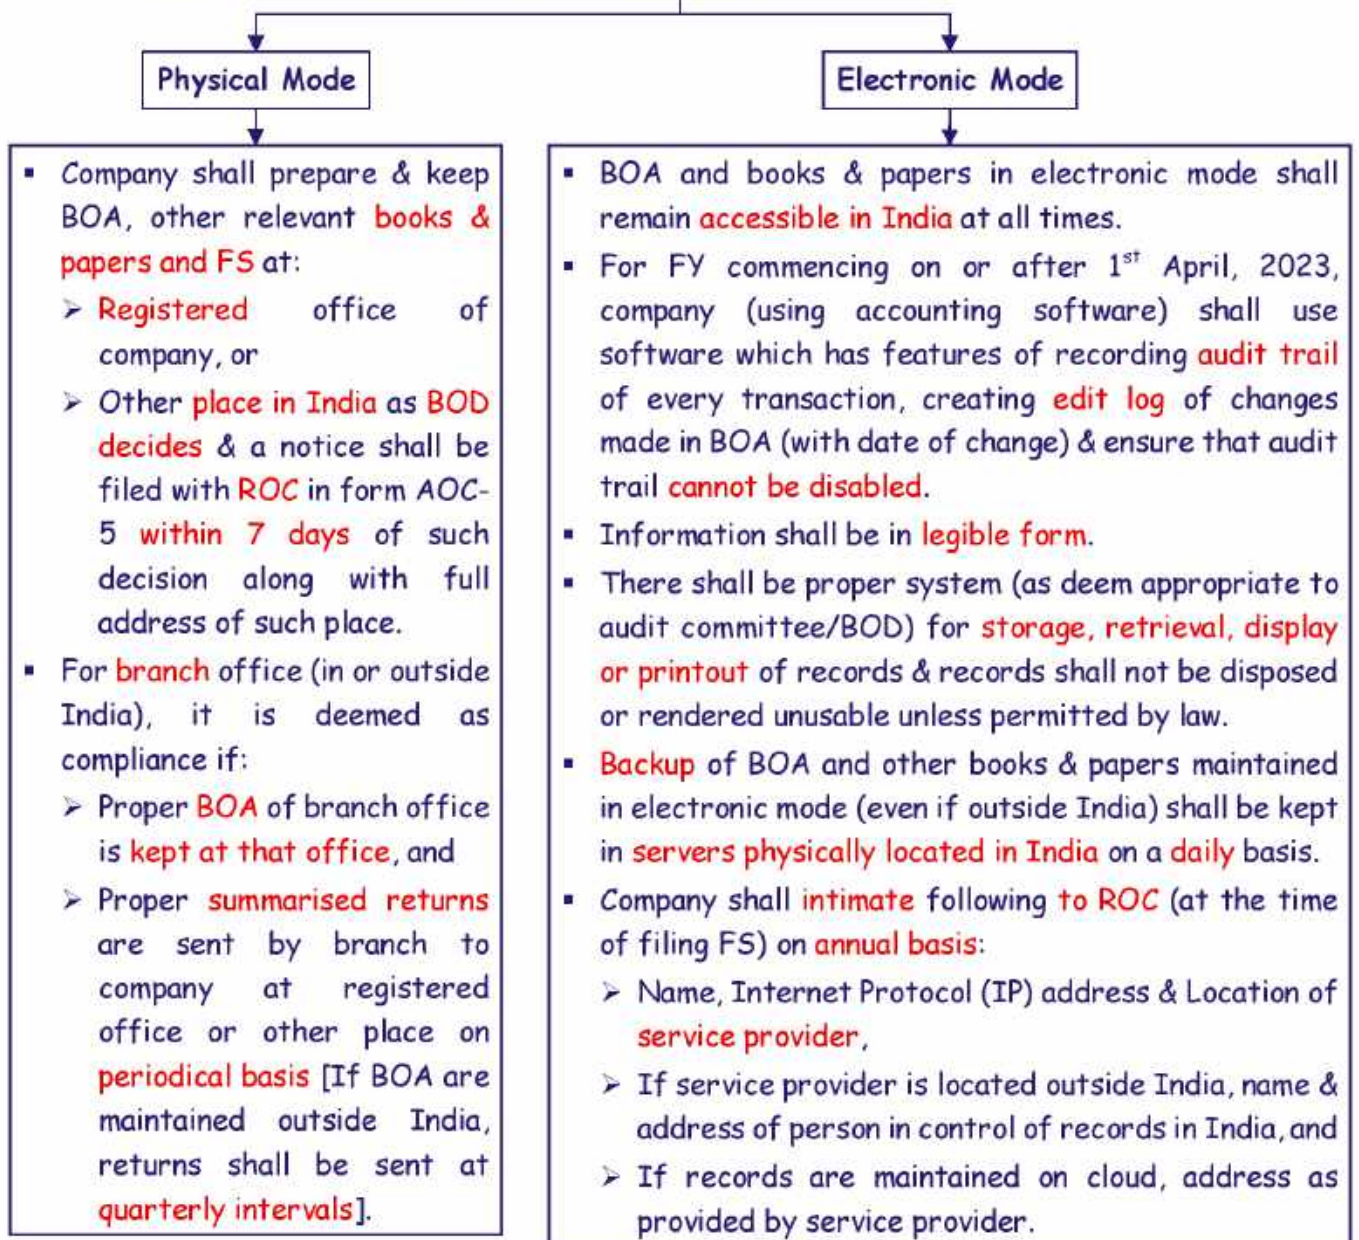 Physical Mode
Electronic Mode
▪ Company shall prepare & keep
BOA, other relevant books &
papers and FS at:
➢ Registered office of
company, or
➢ Other place in India as BOD
decides & a notice shall be
filed with ROC in form AOC-
5 within 7 days of such
decision along with full
address of such place.
▪ For branch office (in or outside
India), it is deemed as
compliance if:
➢ Proper BOA of branch office
is kept at that office, and
➢ Proper summarised returns
are sent by branch to
company at registered
office or other place on
periodical basis [If BOA are
maintained outside India,
returns shall be sent at
quarterly intervals].
▪ BOA and books & papers in electronic mode shall
remain accessible in India at all times.
▪ For FY commencing on or after 1st April, 2023,
company (using accounting software) shall use
software which has features of recording audit trail
of every transaction, creating edit log of changes
made in BOA (with date of change) & ensure that audit
trail cannot be disabled.
▪ Information shall be in legible form.
▪ There shall be proper system (as deem appropriate to
audit committee/BOD) for storage, retrieval, display
or printout of records & records shall not be disposed
or rendered unusable unless permitted by law.
▪ Backup of BOA and other books & papers maintained
in electronic mode (even if outside India) shall be kept
in servers physically located in India on a daily basis.
▪ Company shall intimate following to ROC (at the time
of filing FS) on annual basis:
➢ Name, Internet Protocol (IP) address & Location of
service provider,
➢ If service provider is located outside India, name &
address of person in control of records in India, and
➢ If records are maintained on cloud, address as
provided by service provider.